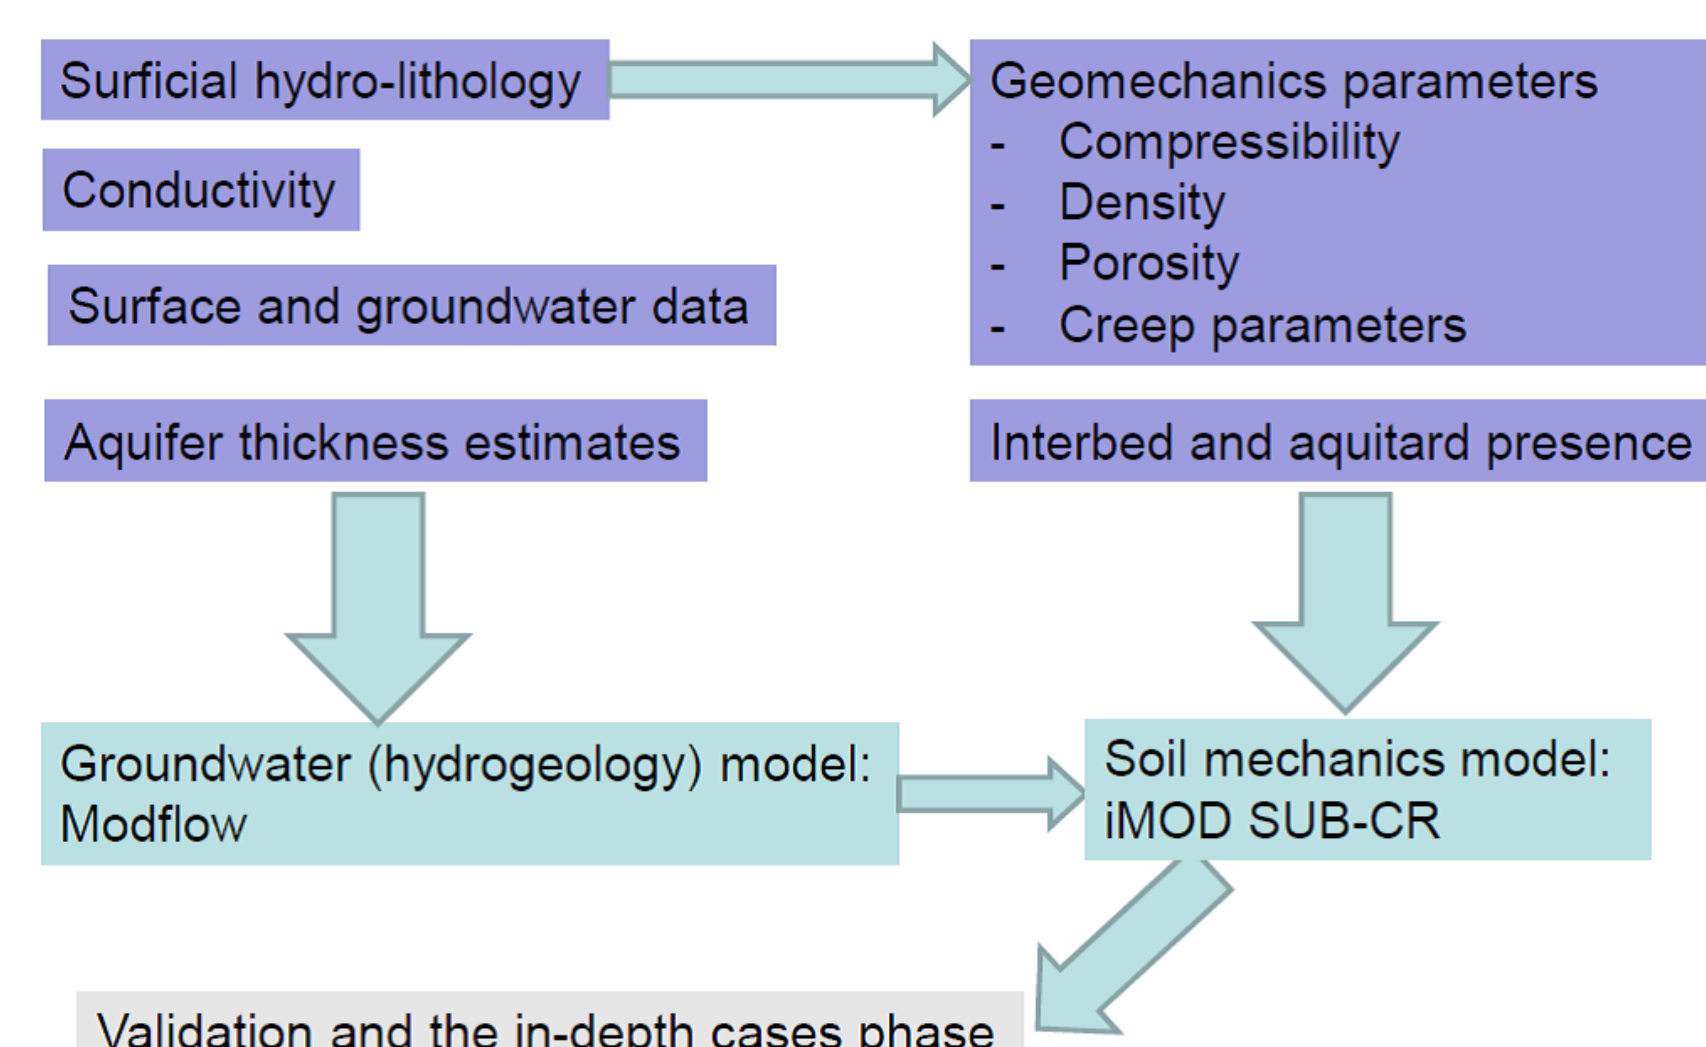 Surficial hydro-lithology
Conductivity
Surface and groundwater data
Aquifer thickness estimates
Geomechanics parameters
- Compressibility
- Density
- Porosity
- Creep parameters
Interbed and aquitard presence
Groundwater (hydrogeology) model:
Modflow
Soil mechanics model:
iMOD SUB-CR
Validation and the in-depth cases phase